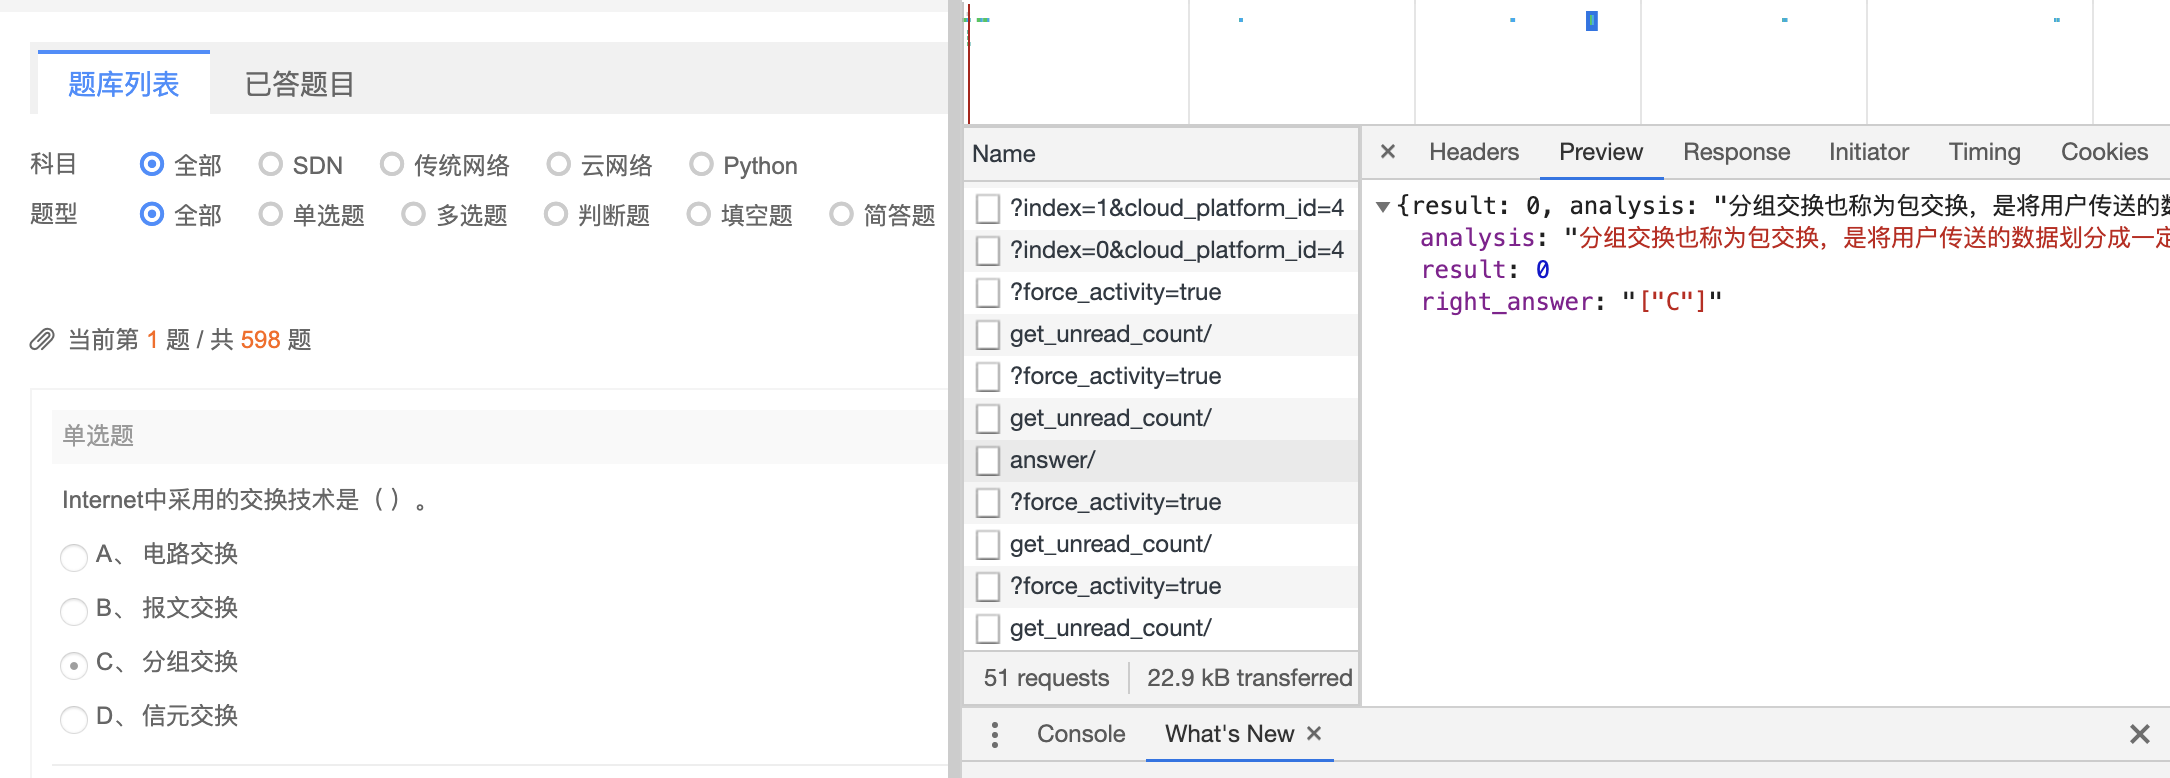 题库列表 已答题目
科目 全部 SDN 传统网络 云网络 Python
题型 全部 单选题 多选题 判断题 填空题 简答题
当前第 1 题 / 共 598 题
单选题
Internet中采用的交换技术是（ ）。
A、 电路交换
B、 报文交换
C、 分组交换
D、 信元交换
Name
?index=1&cloud_platform_id=4
?index=0&cloud_platform_id=4
?force_activity=true
get_unread_count/
?force_activity=true
get_unread_count/
answer/
?force_activity=true
get_unread_count/
?force_activity=true
get_unread_count/
51 requests 22.9 kB transferred
× Headers Preview Response Initiator Timing Cookies
▼{result: 0, analysis: "分组交换也称为包交换，是将用户传送的数
analysis: "分组交换也称为包交换，是将用户传送的数据划分成一定
result: 0
right_answer: "["C"]"
Console What's New × ×